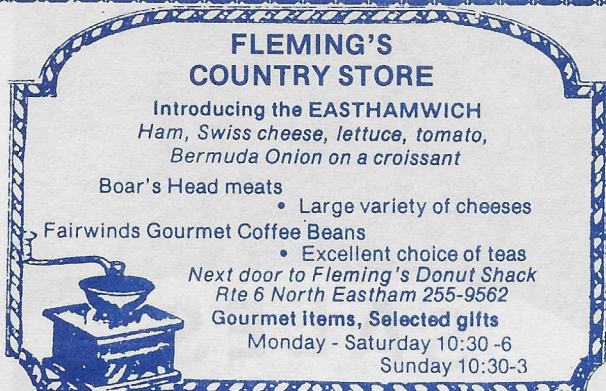 FLEMING'S
COUNTRY STORE
Introducing the EASTHAMWICH
Ham, Swiss cheese, lettuce, tomato,
Bermuda Onion on a croissant
Boar's Head meats
• Large variety of cheeses
Fairwinds Gourmet Coffee Beans
• Excellent choice of teas
Next door to Fleming's Donut Shack
Rte 6 North Eastham 255-9562
Gourmet items, Selected gifts
Monday - Saturday 10:30 -6
Sunday 10:30-3